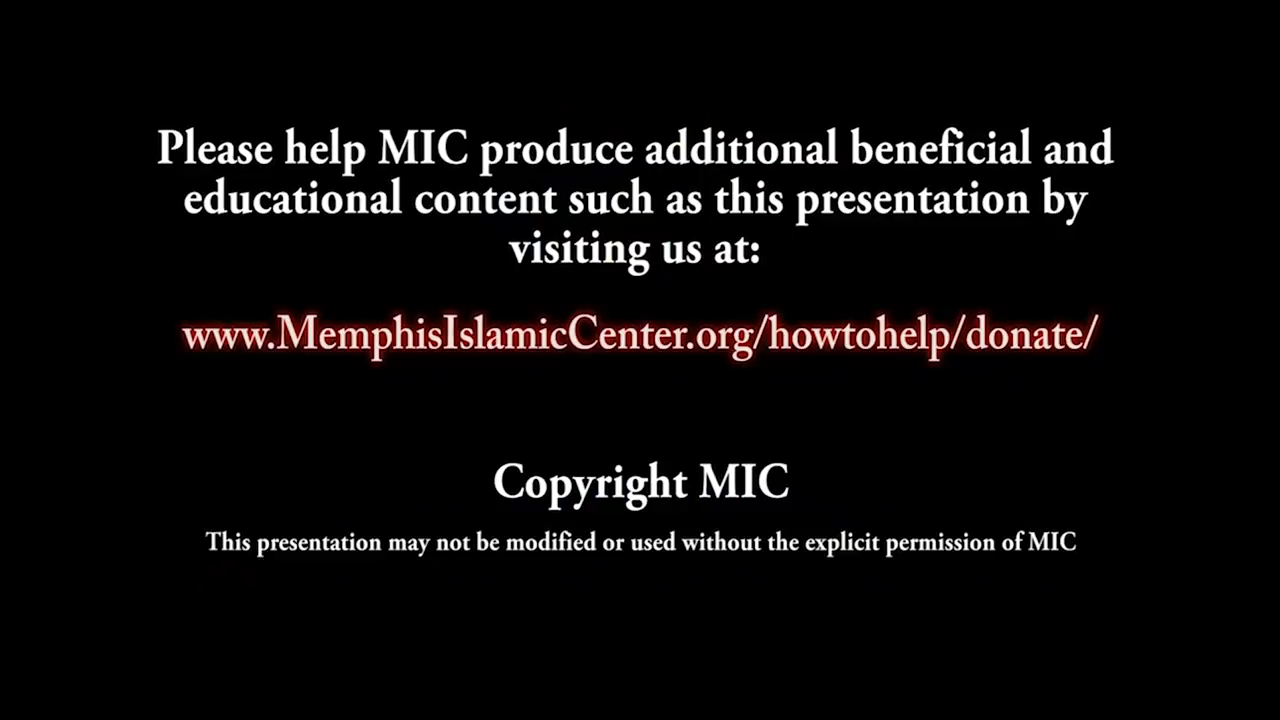 Please help MIC produce additional beneficial and
educational content such as this presentation by
visiting us at:
www.MemphisIslamicCenter.org/howtohelp/donate/
Copyright MIC
This presentation may not be modified or used without the explicit permission of MIC